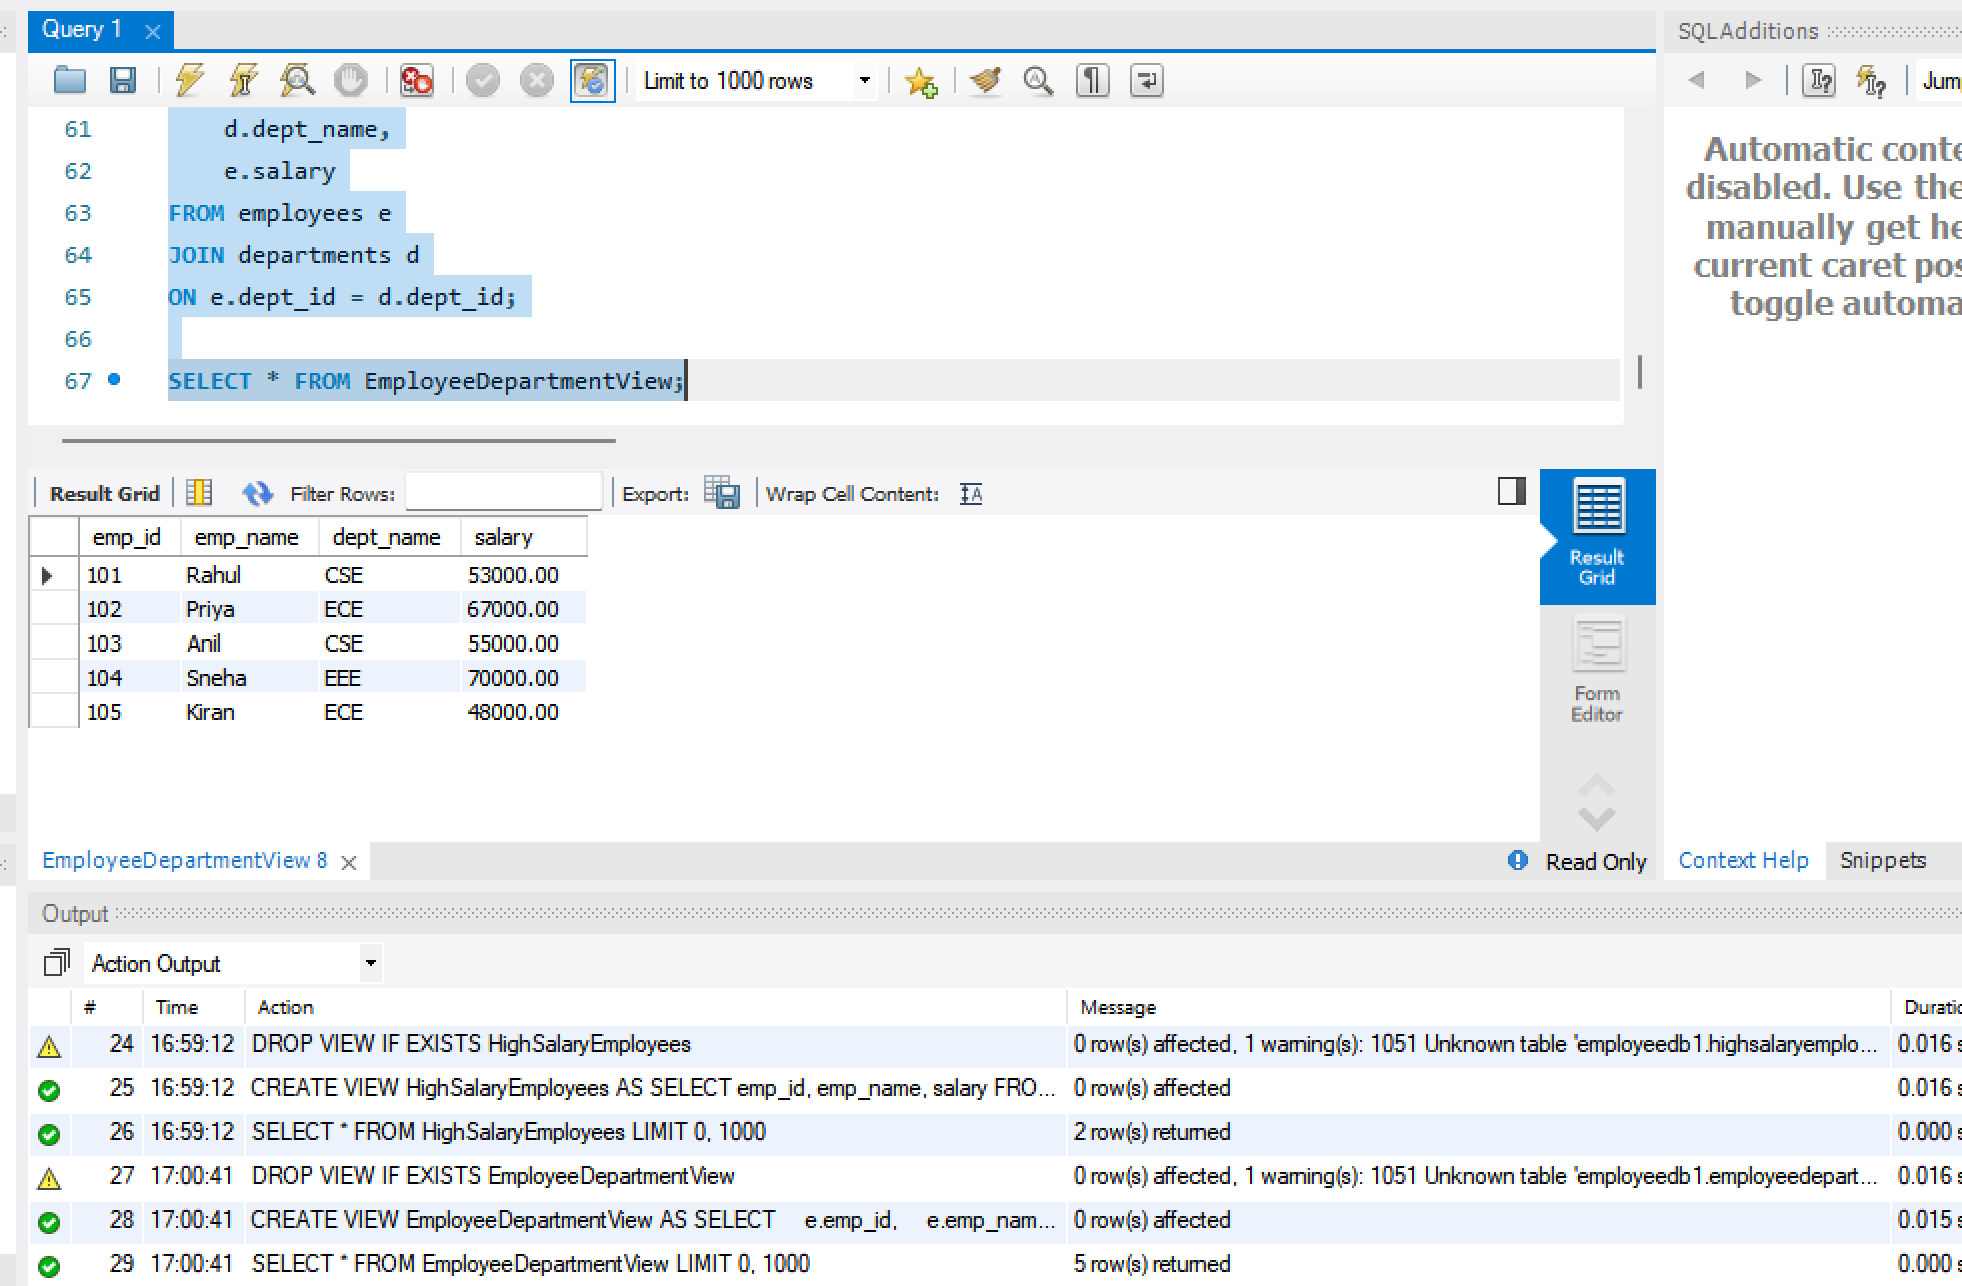 Query 1
Limit to 1000 rows
61 d.dept_name,
62 e.salary
63 FROM employees e
64 JOIN departments d
65 ON e.dept_id = d.dept_id;
66
67 SELECT * FROM EmployeeDepartmentView;
Result Grid Filter Rows: Export: Wrap Cell Content:
emp_id emp_name dept_name salary
101 Rahul CSE 53000.00
102 Priya ECE 67000.00
103 Anil CSE 55000.00
104 Sneha EEE 70000.00
105 Kiran ECE 48000.00
Result
Grid
Form
Editor
EmployeeDepartmentView 8
Read Only
SQLAdditions
Jum
Automatic conte
disabled. Use the
manually get he
current caret pos
toggle automa
Context Help Snippets
Output
Action Output
# Time Action Message Duratio
24 16:59:12 DROP VIEW IF EXISTS HighSalaryEmployees 0 row(s) affected, 1 warning(s): 1051 Unknown table 'employeedb1.highsalaryemplo... 0.016 s
25 16:59:12 CREATE VIEW HighSalaryEmployees AS SELECT emp_id, emp_name, salary FRO... 0 row(s) affected 0.016 s
26 16:59:12 SELECT * FROM HighSalaryEmployees LIMIT 0, 1000 2 row(s) returned 0.000 s
27 17:00:41 DROP VIEW IF EXISTS EmployeeDepartmentView 0 row(s) affected, 1 warning(s): 1051 Unknown table 'employeedb1.employeedepart... 0.016 s
28 17:00:41 CREATE VIEW EmployeeDepartmentView AS SELECT e.emp_id, e.emp_nam... 0 row(s) affected 0.015 s
29 17:00:41 SELECT * FROM EmployeeDepartmentView LIMIT 0, 1000 5 row(s) returned 0.000 s